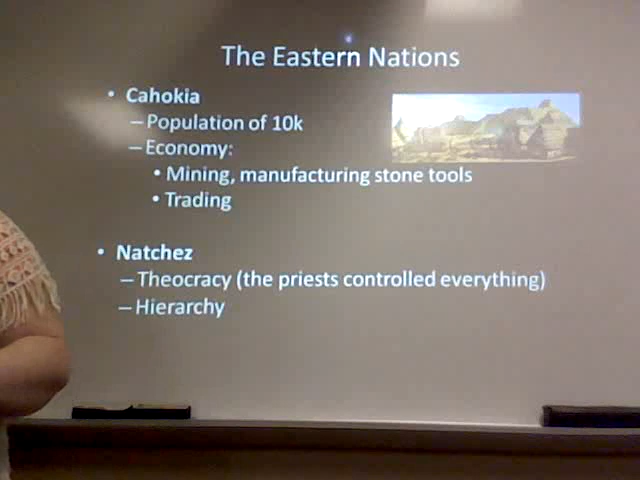 The Eastern Nations
• Cahokia
– Population of 10k
– Economy:
• Mining, manufacturing stone tools
• Trading
• Natchez
– Theocracy (the priests controlled everything)
– Hierarchy